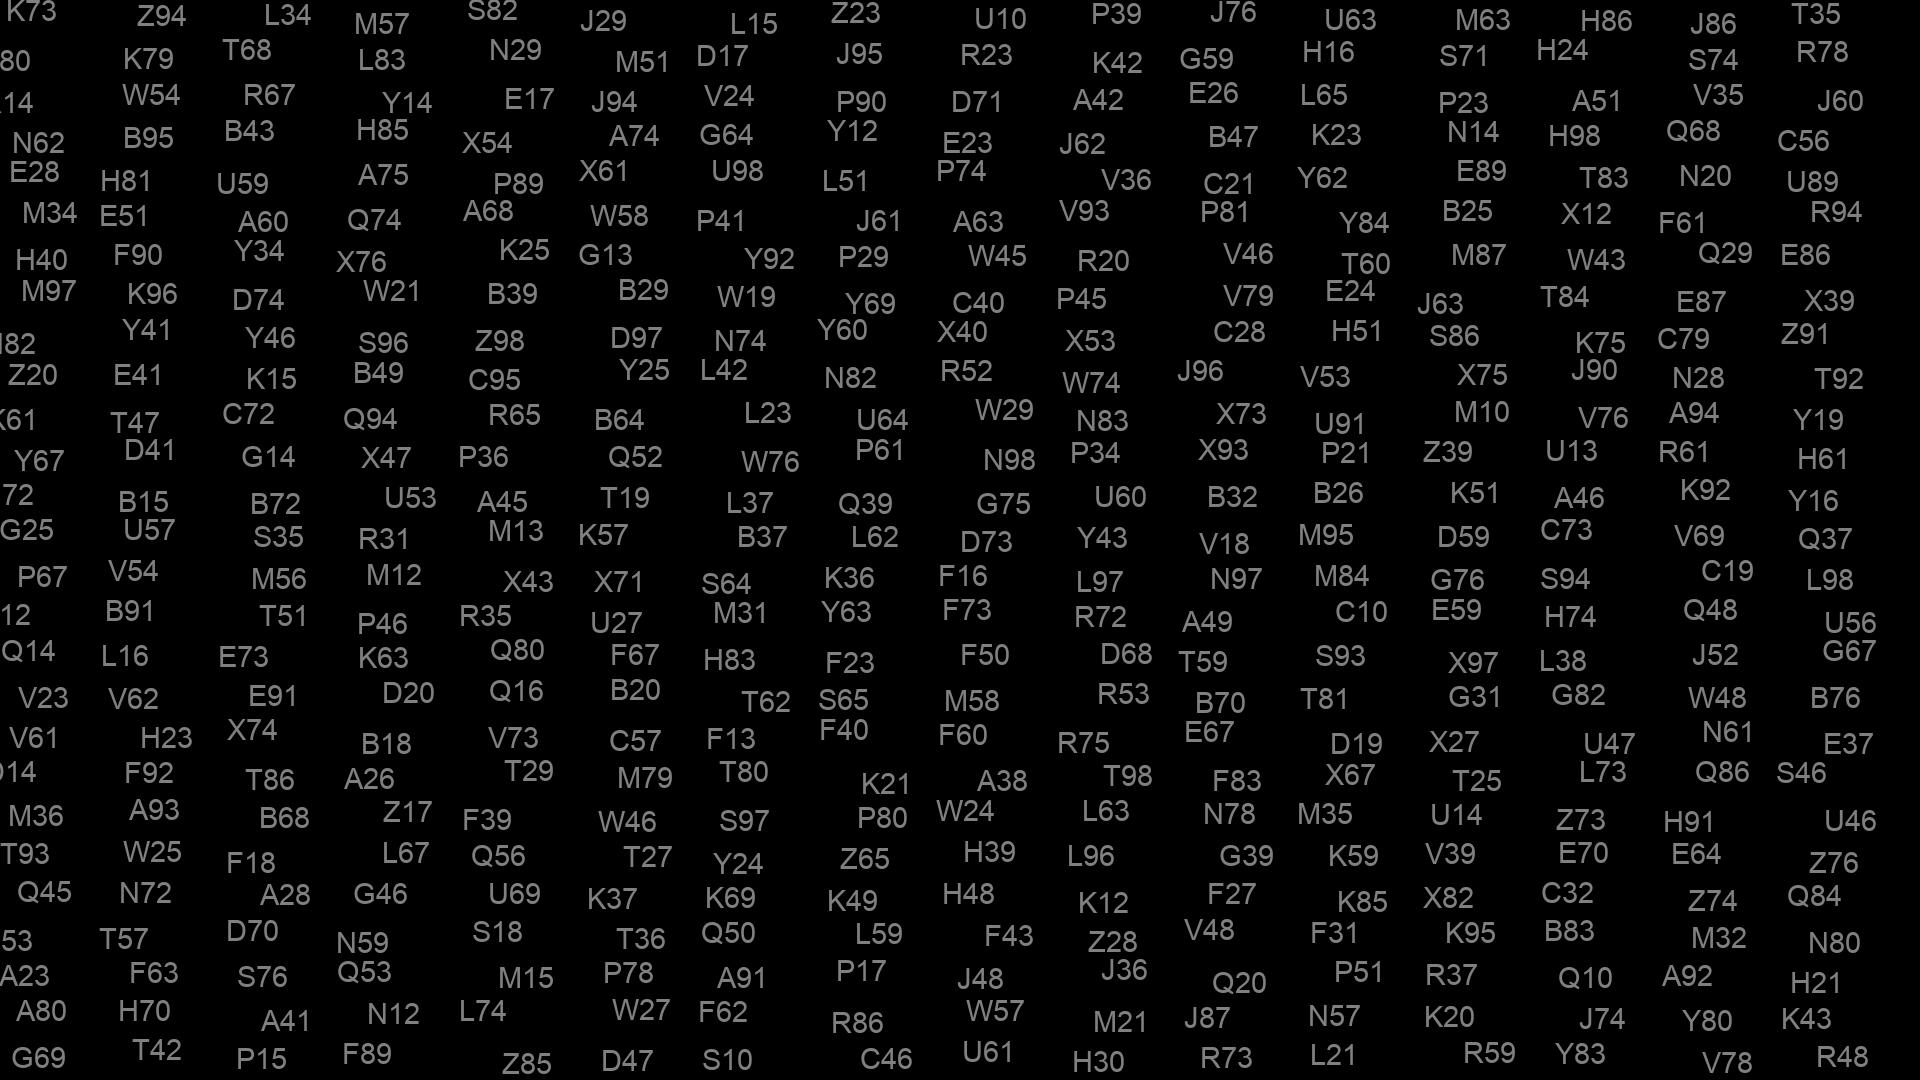 K73 Z94 L34 M57 S82 J29 L15 Z23 U10 P39 J76 U63 M63 H86 J86 T35
80 K79 T68 L83 N29 M51 D17 J95 R23 K42 G59 H16 S71 H24 S74 R78
14 W54 R67 Y14 E17 J94 V24 P90 D71 A42 E26 L65 P23 A51 V35 J60
N62 B95 B43 H85 X54 A74 G64 Y12 E23 J62 B47 K23 N14 H98 Q68 C56
E28 H81 U59 A75 P89 X61 U98 L51 P74 V36 C21 Y62 E89 T83 N20 U89
M34 E51 A60 Q74 A68 W58 P41 J61 A63 V93 P81 Y84 B25 X12 F61 R94
H40 F90 Y34 X76 K25 G13 Y92 P29 W45 R20 V46 T60 M87 W43 Q29 E86
M97 K96 D74 W21 B39 B29 W19 Y69 C40 P45 V79 E24 J63 T84 E87 X39
82 Y41 Y46 S96 Z98 D97 N74 Y60 X40 X53 C28 H51 S86 K75 C79 Z91
Z20 E41 K15 B49 C95 Y25 L42 N82 R52 W74 J96 V53 X75 J90 N28 T92
K61 T47 C72 Q94 R65 B64 L23 U64 W29 N83 X73 U91 M10 V76 A94 Y19
Y67 D41 G14 X47 P36 Q52 W76 P61 N98 P34 X93 P21 Z39 U13 R61 H61
72 B15 B72 U53 A45 T19 L37 Q39 G75 U60 B32 B26 K51 A46 K92 Y16
G25 U57 S35 R31 M13 K57 B37 L62 D73 Y43 V18 M95 D59 C73 V69 Q37
P67 V54 M56 M12 X43 X71 S64 K36 F16 L97 N97 M84 G76 S94 C19 L98
12 B91 T51 P46 R35 U27 M31 Y63 F73 R72 A49 C10 E59 H74 Q48 U56
Q14 L16 E73 K63 Q80 F67 H83 F23 F50 D68 T59 S93 X97 L38 J52 G67
V23 V62 E91 D20 Q16 B20 T62 S65 M58 R53 B70 T81 G31 G82 W48 B76
V61 H23 X74 B18 V73 C57 F13 F40 F60 R75 E67 D19 X27 U47 N61 E37
14 F92 T86 A26 T29 M79 T80 K21 A38 T98 F83 X67 T25 L73 Q86 S46
M36 A93 B68 Z17 F39 W46 S97 P80 W24 L63 N78 M35 U14 Z73 H91 U46
T93 W25 F18 L67 Q56 T27 Y24 Z65 H39 L96 G39 K59 V39 E70 E64 Z76
Q45 N72 A28 G46 U69 K37 K69 K49 H48 K12 F27 K85 X82 C32 Z74 Q84
53 T57 D70 N59 S18 T36 Q50 L59 F43 Z28 V48 F31 K95 B83 M32 N80
A23 F63 S76 Q53 M15 P78 A91 P17 J48 J36 Q20 P51 R37 Q10 A92 H21
A80 H70 A41 N12 L74 W27 F62 R86 W57 M21 J87 N57 K20 J74 Y80 K43
G69 T42 P15 F89 Z85 D47 S10 C46 U61 H30 R73 L21 R59 Y83 V78 R48